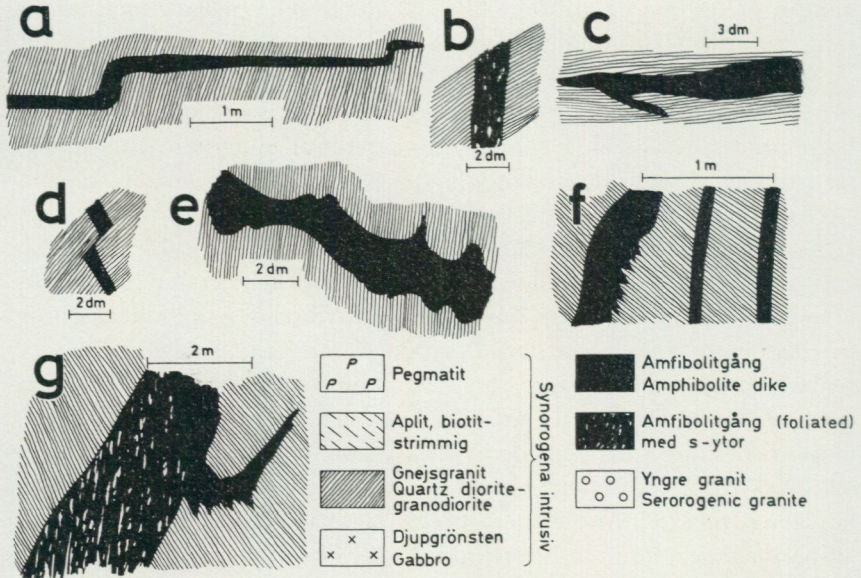 a
1 m
b
2 dm
c
3 dm
d
2 dm
e
2 dm
f
1 m
g
2 m
P
P P
Pegmatit
Aplit, biotit-
strimmig
Gnejsgranit
Quartz diorite-
granodiorite
x
x x
Djupgrönsten
Gabbro
Synorogena intrusiv
Amfibolitgång
Amphibolite dike
Amfibolitgång (foliated)
med s-ytor
Yngre granit
Serorogenic granite